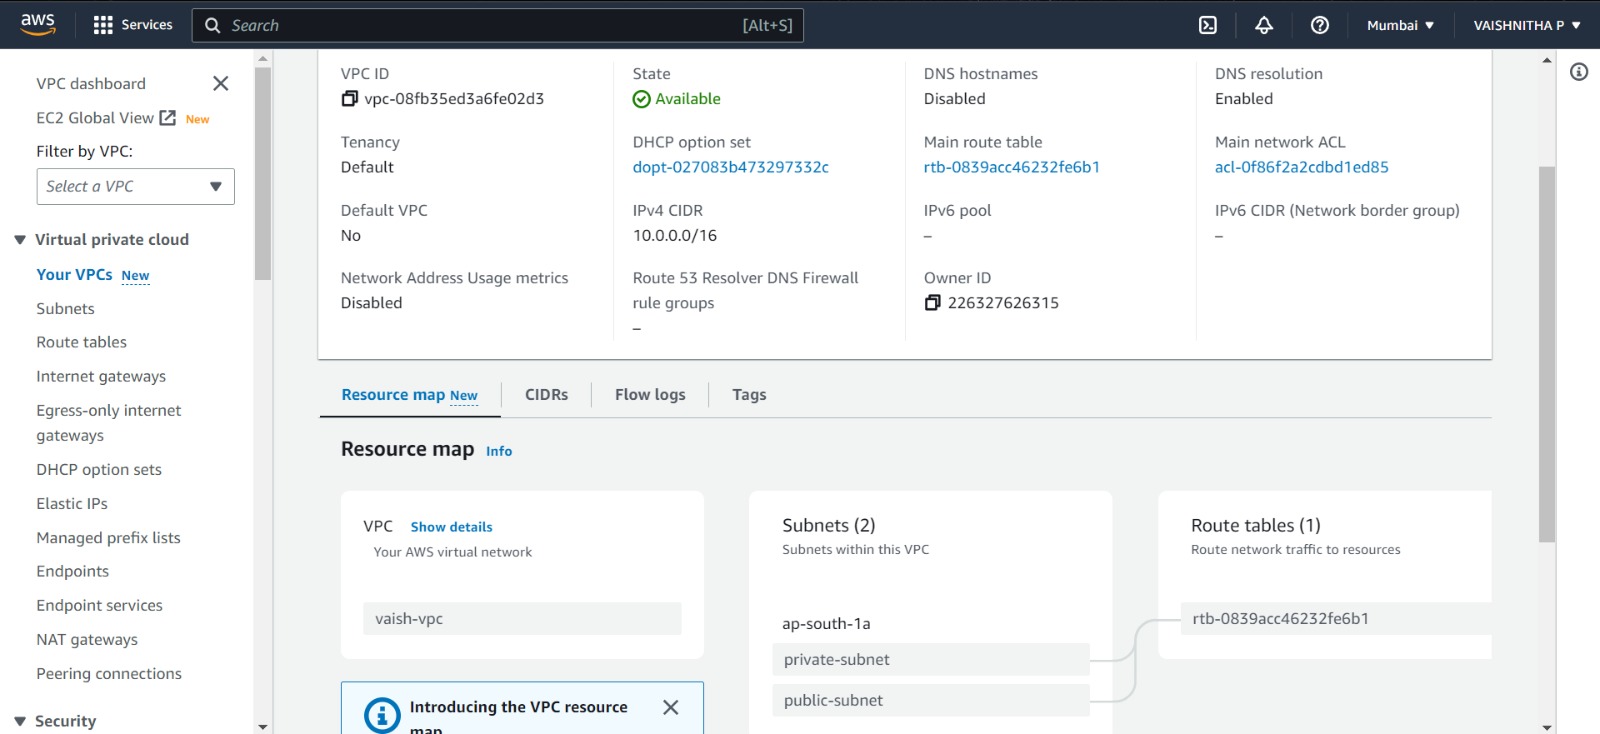 aws
Services
Search
[Alt+S]
Mumbai
VAISHNITHA P
VPC dashboard
EC2 Global View New
Filter by VPC:
Select a VPC
Virtual private cloud
Your VPCs New
Subnets
Route tables
Internet gateways
Egress-only internet
gateways
DHCP option sets
Elastic IPs
Managed prefix lists
Endpoints
Endpoint services
NAT gateways
Peering connections
Security
VPC ID
vpc-08fb35ed3a6fe02d3
State
Available
DNS hostnames
Disabled
DNS resolution
Enabled
Tenancy
Default
DHCP option set
dopt-027083b473297332c
Main route table
rtb-0839acc46232fe6b1
Main network ACL
acl-0f86f2a2cdbd1ed85
Default VPC
No
IPv4 CIDR
10.0.0.0/16
IPv6 pool
–
IPv6 CIDR (Network border group)
–
Network Address Usage metrics
Disabled
Route 53 Resolver DNS Firewall
rule groups
–
Owner ID
226327626315
Resource map New
CIDRs
Flow logs
Tags
Resource map Info
VPC Show details
Your AWS virtual network
vaish-vpc
Introducing the VPC resource
map
Subnets (2)
Subnets within this VPC
ap-south-1a
private-subnet
public-subnet
Route tables (1)
Route network traffic to resources
rtb-0839acc46232fe6b1